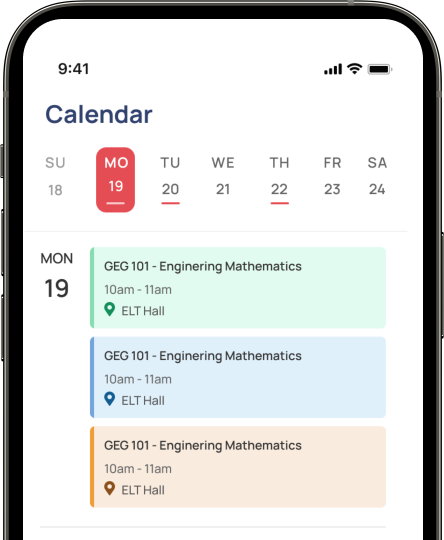 9:41
Calendar
SU MO TU WE TH FR SA
18 19 20 21 22 23 24
MON
19
GEG 101 - Enginering Mathematics
10am - 11am
ELT Hall
GEG 101 - Enginering Mathematics
10am - 11am
ELT Hall
GEG 101 - Enginering Mathematics
10am - 11am
ELT Hall